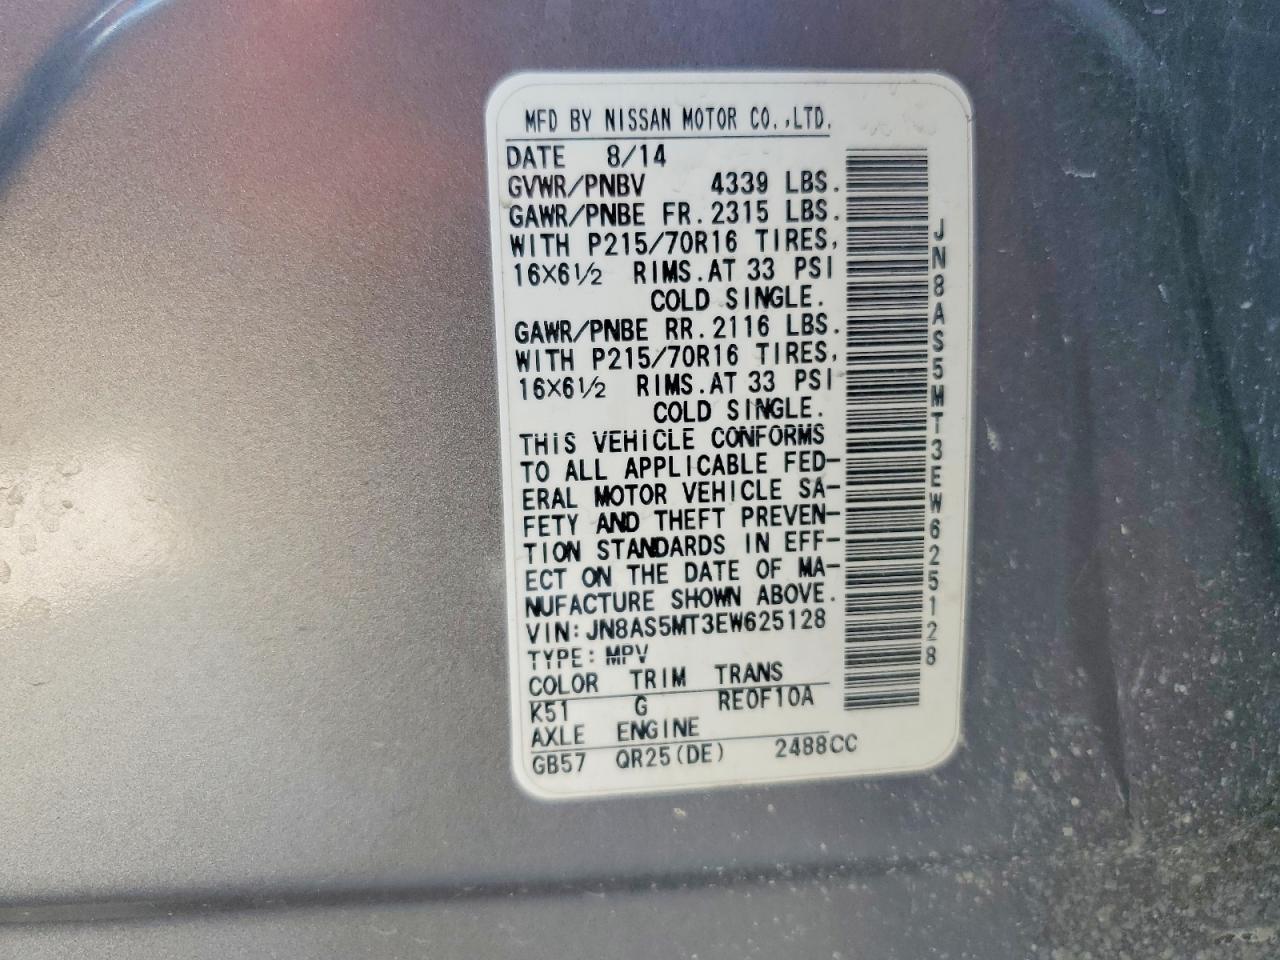 MFD BY NISSAN MOTOR CO.,LTD.
DATE 8/14
GVWR/PNBV 4339 LBS.
GAWR/PNBE FR. 2315 LBS.
WITH P215/70R16 TIRES,
16X6½ RIMS. AT 33 PSI
COLD SINGLE.
GAWR/PNBE RR. 2116 LBS.
WITH P215/70R16 TIRES,
16X6½ RIMS. AT 33 PSI
COLD SINGLE.
THIS VEHICLE CONFORMS
TO ALL APPLICABLE FED-
ERAL MOTOR VEHICLE SA-
FETY AND THEFT PREVEN-
TION STANDARDS IN EFF-
ECT ON THE DATE OF MA-
NUFACTURE SHOWN ABOVE.
VIN: JN8AS5MT3EW625128
TYPE: MPV
COLOR TRIM TRANS
K51 G RE0F10A
AXLE ENGINE
GB57 QR25(DE) 2488CC
JN8AS5MT3EW625128